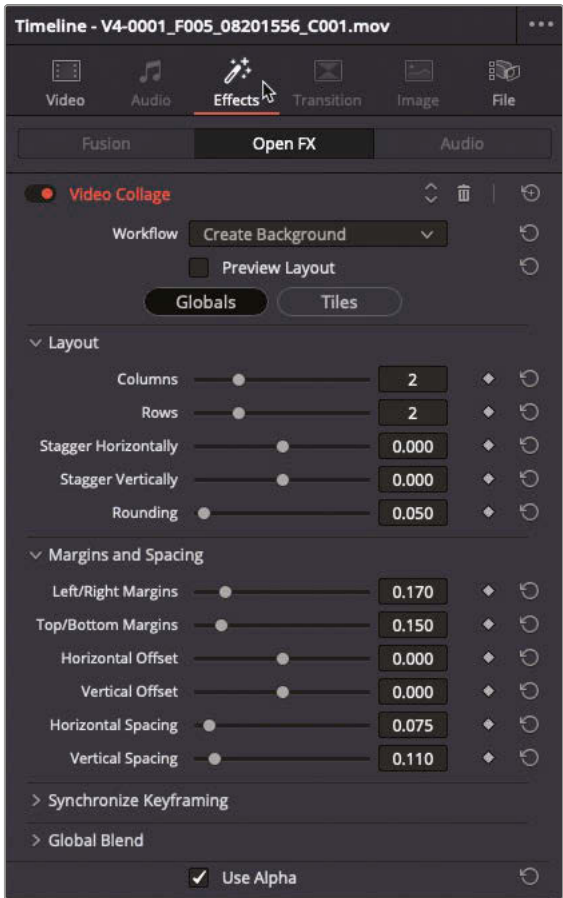 Timeline - V4-0001_F005_08201556_C001.mov
Video Audio Effects Transition Image File
Fusion Open FX Audio
Video Collage
Workflow Create Background
Preview Layout
Globals Tiles
Layout
Columns 2
Rows 2
Stagger Horizontally 0.000
Stagger Vertically 0.000
Rounding 0.050
Margins and Spacing
Left/Right Margins 0.170
Top/Bottom Margins 0.150
Horizontal Offset 0.000
Vertical Offset 0.000
Horizontal Spacing 0.075
Vertical Spacing 0.110
Synchronize Keyframing
Global Blend
Use Alpha